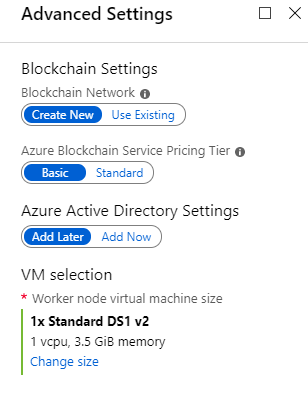 Advanced Settings
Blockchain Settings
Blockchain Network
Create New Use Existing
Azure Blockchain Service Pricing Tier
Basic Standard
Azure Active Directory Settings
Add Later Add Now
VM selection
* Worker node virtual machine size
1x Standard DS1 v2
1 vcpu, 3.5 GiB memory
Change size